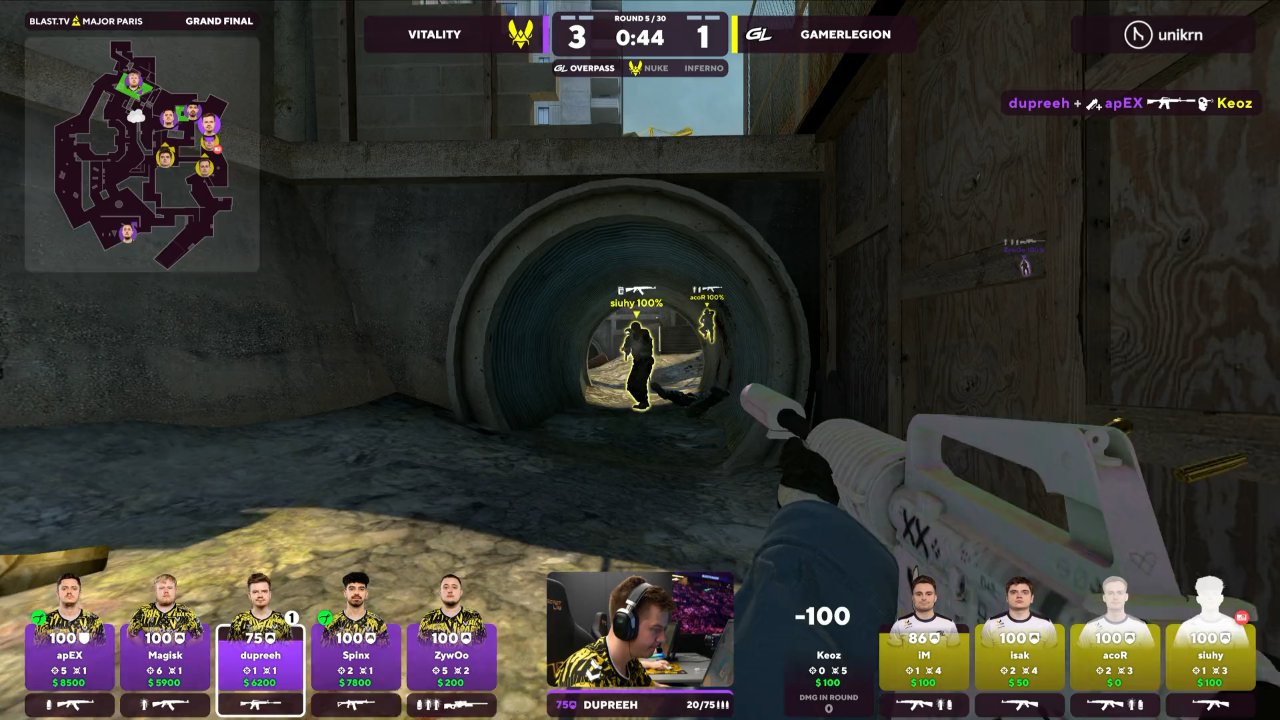 BLAST.TV MAJOR PARIS GRAND FINAL
VITALITY 3 ROUND 5 / 30 0:44 1 GL GAMERLEGION
GL OVERPASS NUKE INFERNO
unikrn
dupreeh + apEX Keoz
siuhy 100%
acoR 100%
XX
100 100 75 1 100 100
apEX Magisk dupreeh Spinx ZywOo
5 1 6 1 1 1 2 1 5 2
$8500 $5900 $6200 $7800 $200
75 DUPREEH 20/75
-100
Keoz
0 5
$100
DMG IN ROUND
0
86 100 100 100
iM isak acoR siuhy
1 4 2 4 2 3 1 3
$100 $50 $0 $100